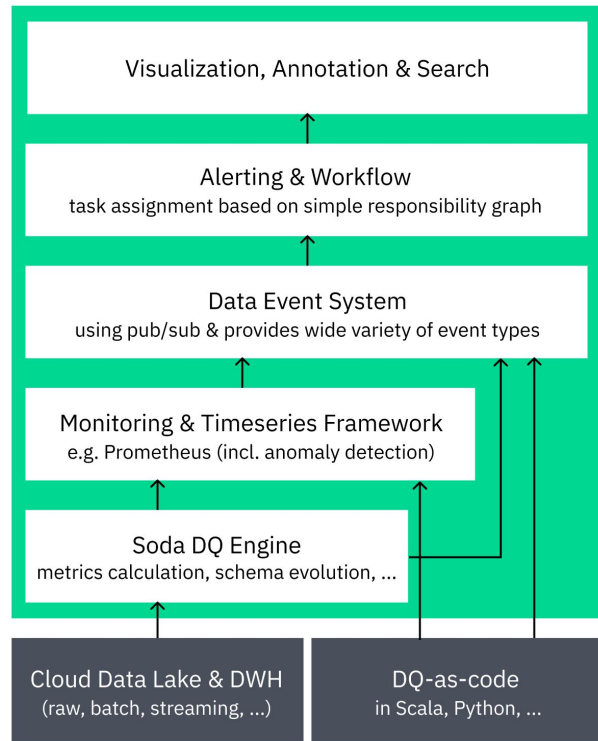 Visualization, Annotation & Search
Alerting & Workflow
task assignment based on simple responsibility graph
Data Event System
using pub/sub & provides wide variety of event types
Monitoring & Timeseries Framework
e.g. Prometheus (incl. anomaly detection)
Soda DQ Engine
metrics calculation, schema evolution, ...
Cloud Data Lake & DWH
(raw, batch, streaming, ...)
DQ-as-code
in Scala, Python, ...